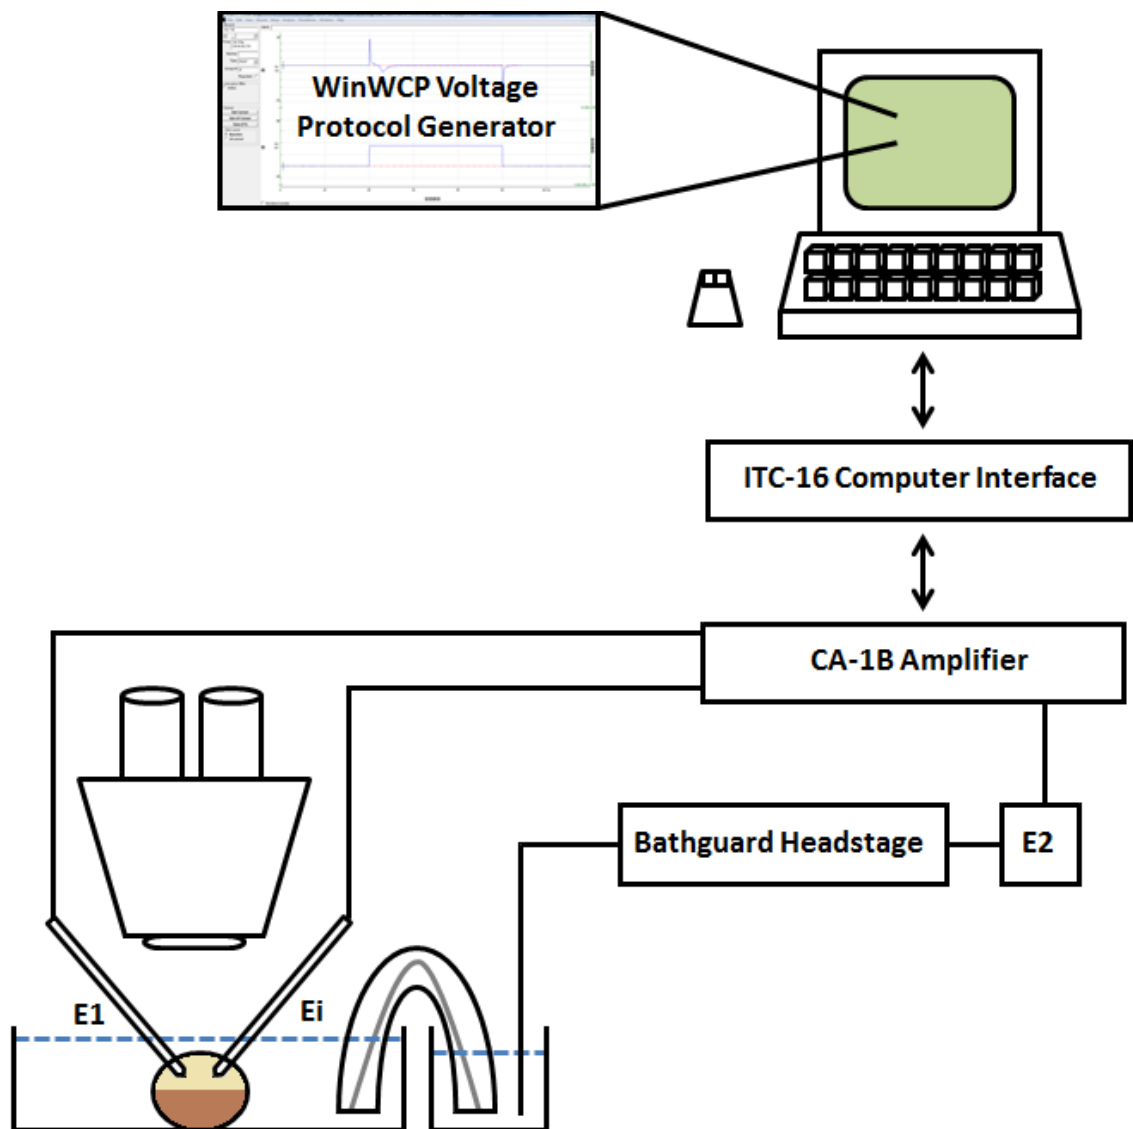 WinWCP Voltage
Protocol Generator
ITC-16 Computer Interface
CA-1B Amplifier
Bathguard Headstage
E2
E1
Ei